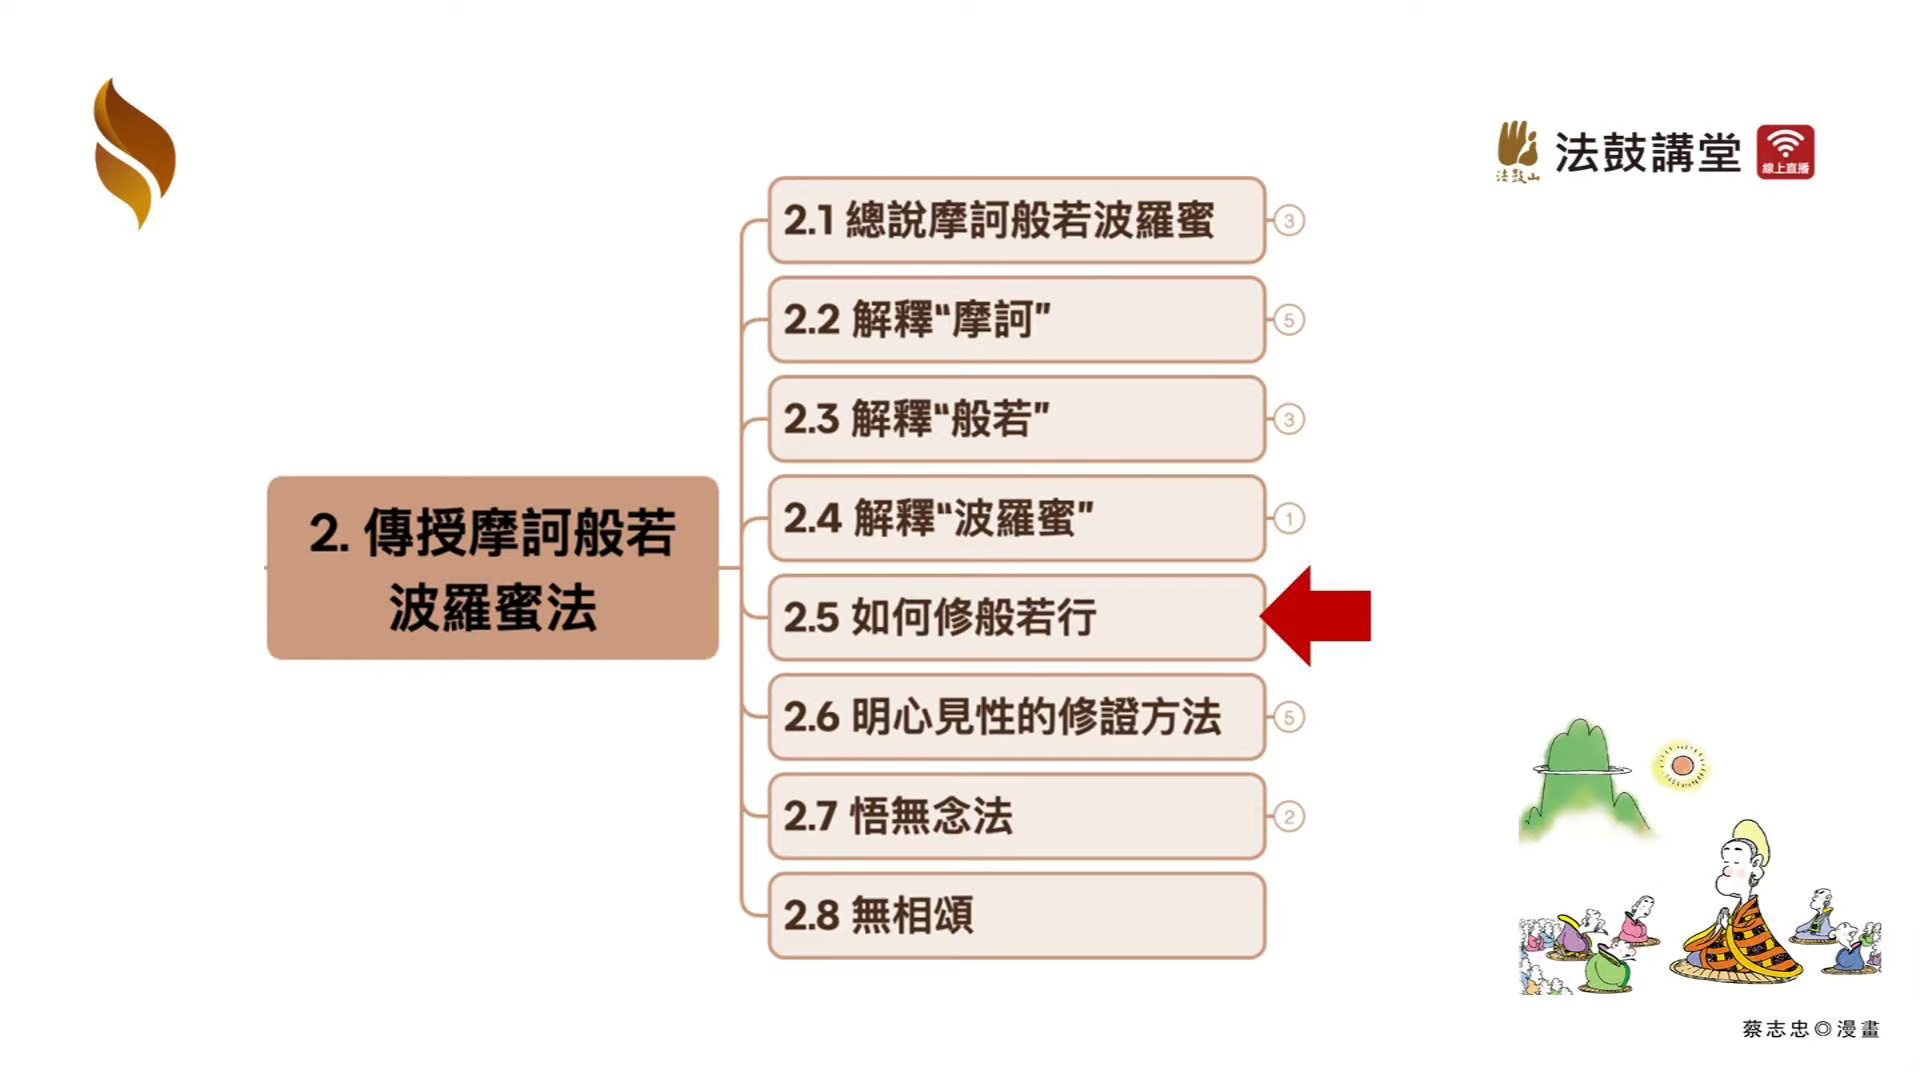 法鼓山
法鼓講堂
線上直播
2. 傳授摩訶般若
波羅蜜法
2.1 總說摩訶般若波羅蜜
3
2.2 解釋“摩訶”
5
2.3 解釋“般若”
3
2.4 解釋“波羅蜜”
1
2.5 如何修般若行
2.6 明心見性的修證方法
5
2.7 悟無念法
2
2.8 無相頌
蔡志忠◎漫畫